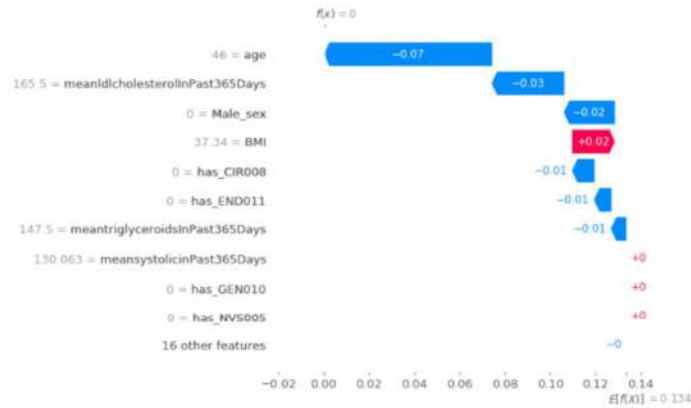 f(x) = 0
46 = age
−0.07
165.5 = meanldlcholesterolInPast365Days
−0.03
0 = Male_sex
−0.02
37.34 = BMI
+0.02
0 = has_CIR008
−0.01
0 = has_END011
−0.01
147.5 = meantriglyceroidsInPast365Days
−0.01
130.063 = meansystolicinPast365Days
+0
0 = has_GEN010
+0
0 = has_NVS005
+0
16 other features
−0
−0.02 0.00 0.02 0.04 0.06 0.08 0.10 0.12 0.14
E[f(X)] = 0.134